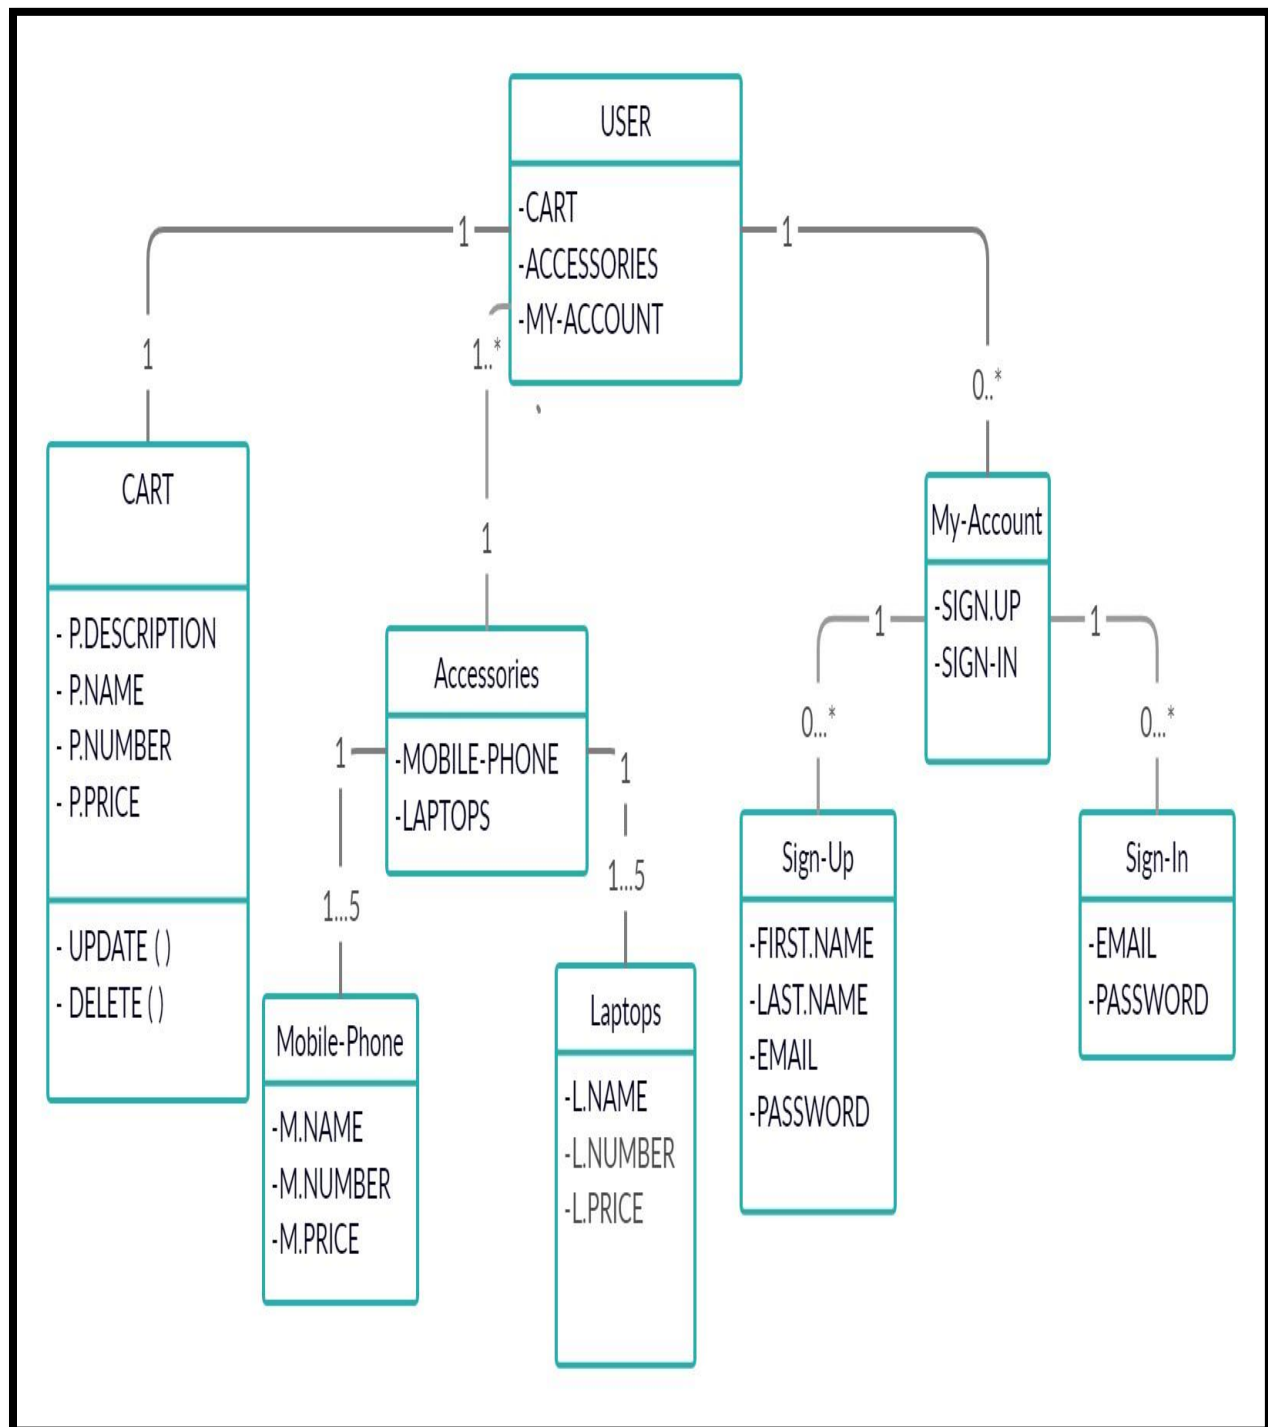 USER
-CART
-ACCESSORIES
-MY-ACCOUNT
1
1
1..*
1
1
0..*
CART
- P.DESCRIPTION
- P.NAME
- P.NUMBER
- P.PRICE
- UPDATE ( )
- DELETE ( )
Accessories
-MOBILE-PHONE
-LAPTOPS
1
1...5
1
1...5
Mobile-Phone
-M.NAME
-M.NUMBER
-M.PRICE
Laptops
-L.NAME
-L.NUMBER
-L.PRICE
My-Account
-SIGN.UP
-SIGN-IN
1
0...*
1
0...*
Sign-Up
-FIRST.NAME
-LAST.NAME
-EMAIL
-PASSWORD
Sign-In
-EMAIL
-PASSWORD